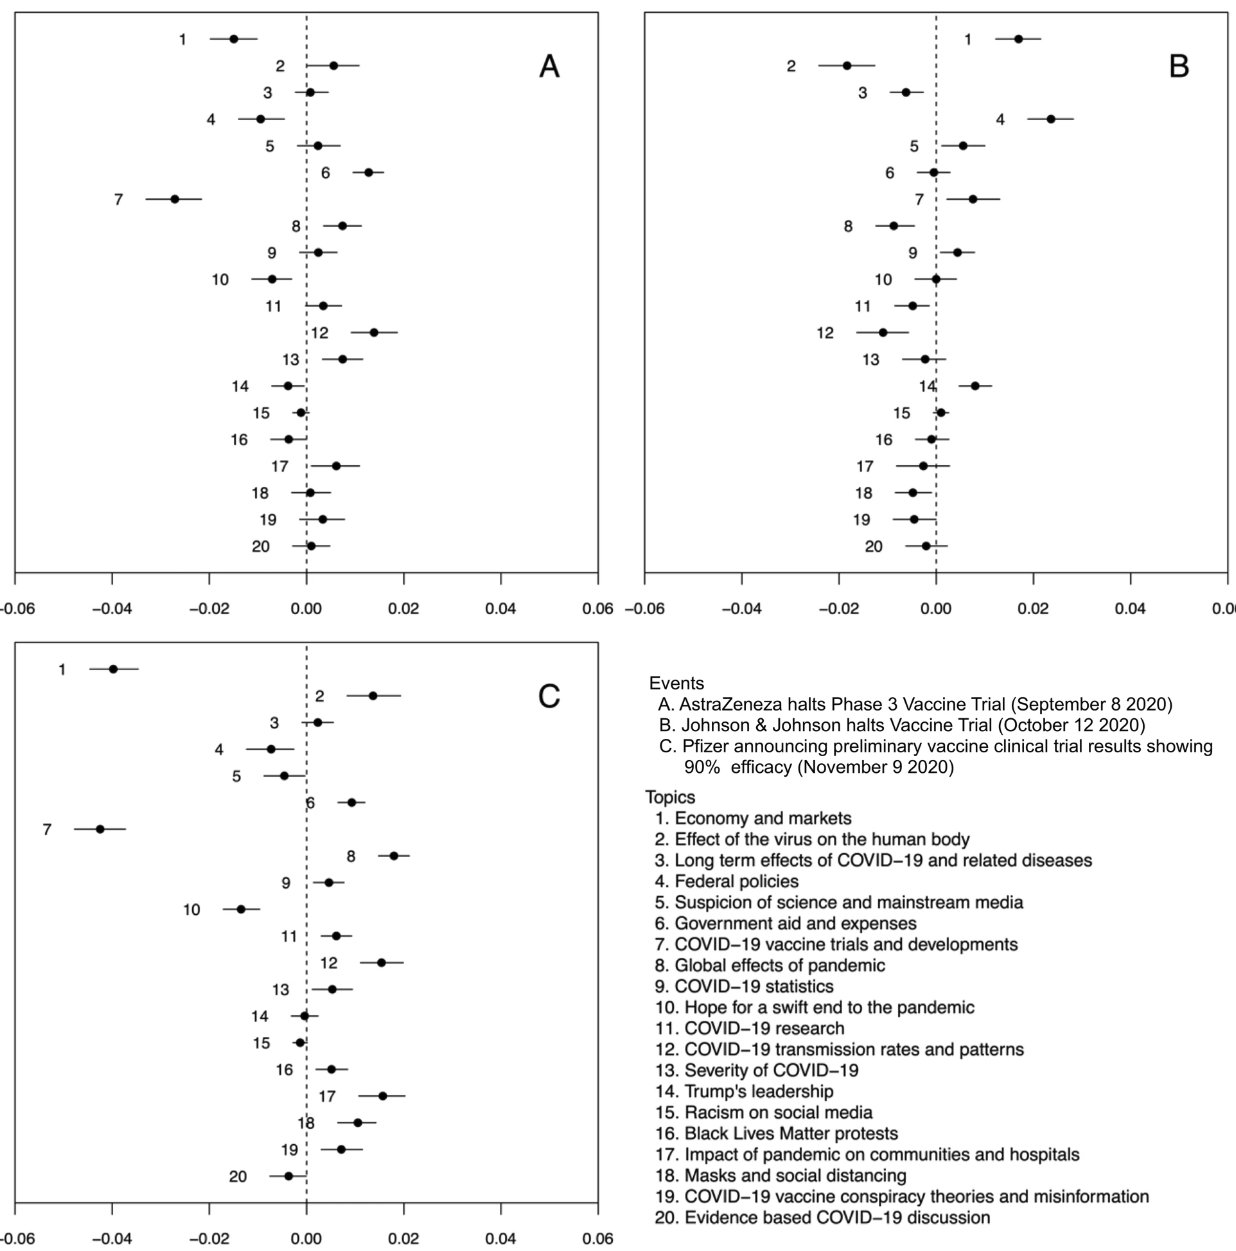 A
1
2
3
4
5
6
7
8
9
10
11
12
13
14
15
16
17
18
19
20
-0.06 −0.04 −0.02 0.00 0.02 0.04 0.06
B
1
2
3
4
5
6
7
8
9
10
11
12
13
14
15
16
17
18
19
20
−0.06 −0.04 −0.02 0.00 0.02 0.04 0.0
C
1
2
3
4
5
6
7
8
9
10
11
12
13
14
15
16
17
18
19
20
-0.06 −0.04 −0.02 0.00 0.02 0.04 0.06
Events
A. AstraZeneza halts Phase 3 Vaccine Trial (September 8 2020)
B. Johnson & Johnson halts Vaccine Trial (October 12 2020)
C. Pfizer announcing preliminary vaccine clinical trial results showing
90% efficacy (November 9 2020)
Topics
1. Economy and markets
2. Effect of the virus on the human body
3. Long term effects of COVID−19 and related diseases
4. Federal policies
5. Suspicion of science and mainstream media
6. Government aid and expenses
7. COVID−19 vaccine trials and developments
8. Global effects of pandemic
9. COVID−19 statistics
10. Hope for a swift end to the pandemic
11. COVID−19 research
12. COVID−19 transmission rates and patterns
13. Severity of COVID−19
14. Trump's leadership
15. Racism on social media
16. Black Lives Matter protests
17. Impact of pandemic on communities and hospitals
18. Masks and social distancing
19. COVID−19 vaccine conspiracy theories and misinformation
20. Evidence based COVID−19 discussion